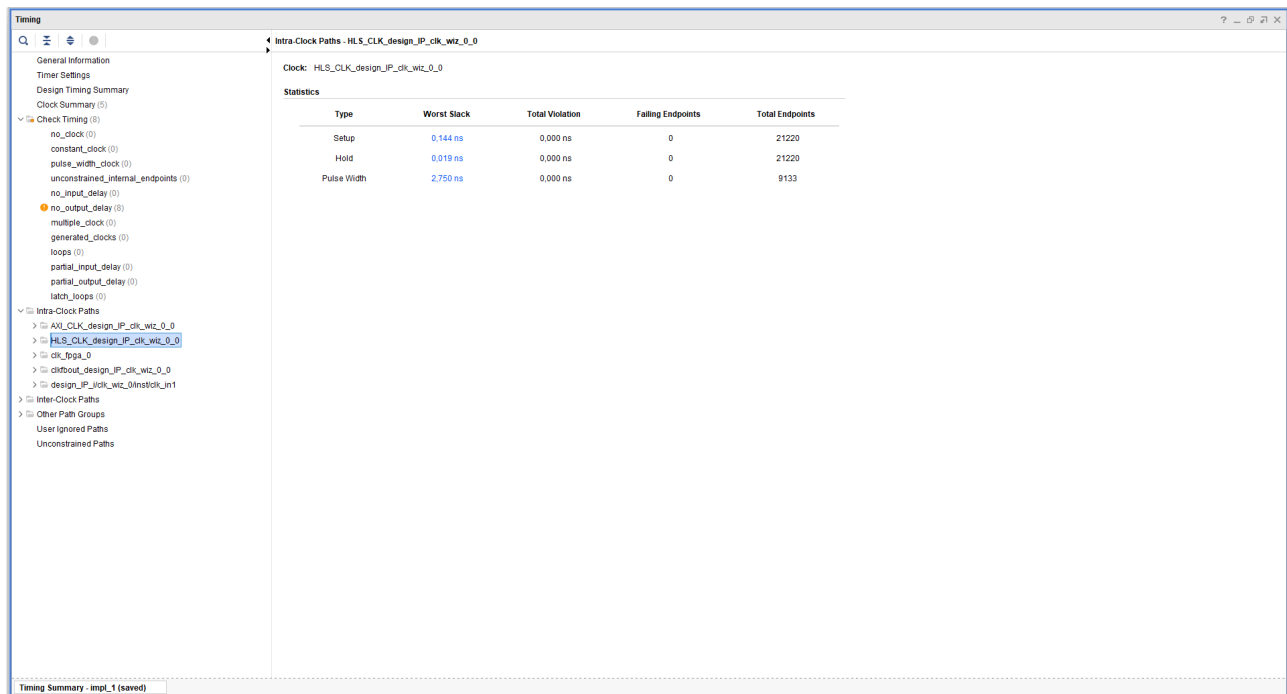 Timing
Intra-Clock Paths - HLS_CLK_design_IP_clk_wiz_0_0
General Information
Timer Settings
Design Timing Summary
Clock Summary (5)
Check Timing (8)
no_clock (0)
constant_clock (0)
pulse_width_clock (0)
unconstrained_internal_endpoints (0)
no_input_delay (0)
no_output_delay (8)
multiple_clock (0)
generated_clocks (0)
loops (0)
partial_input_delay (0)
partial_output_delay (0)
latch_loops (0)
Intra-Clock Paths
AXI_CLK_design_IP_clk_wiz_0_0
HLS_CLK_design_IP_clk_wiz_0_0
clk_fpga_0
clkfbout_design_IP_clk_wiz_0_0
design_IP_i/clk_wiz_0/inst/clk_in1
Inter-Clock Paths
Other Path Groups
User Ignored Paths
Unconstrained Paths
Clock: HLS_CLK_design_IP_clk_wiz_0_0
Statistics
Type Worst Slack Total Violation Failing Endpoints Total Endpoints
Setup 0,144 ns 0,000 ns 0 21220
Hold 0,019 ns 0,000 ns 0 21220
Pulse Width 2,750 ns 0,000 ns 0 9133
Timing Summary - impl_1 (saved)